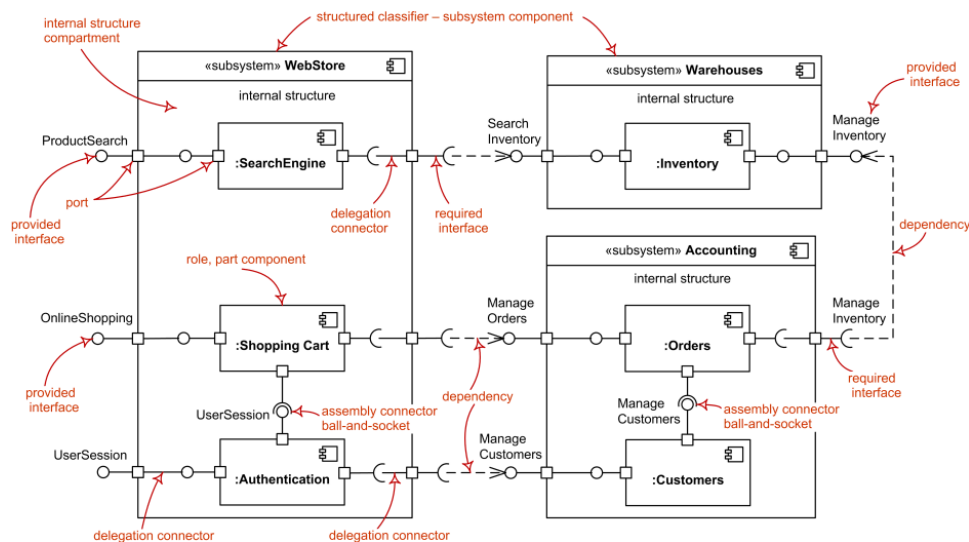 structured classifier – subsystem component
internal structure
compartment
«subsystem» WebStore
internal structure
«subsystem» Warehouses
internal structure
provided
interface
ProductSearch
:SearchEngine
Search
Inventory
:Inventory
Manage
Inventory
port
provided
interface
delegation
connector
required
interface
dependency
«subsystem» Accounting
internal structure
role, part component
OnlineShopping
:Shopping Cart
Manage
Orders
:Orders
Manage
Inventory
provided
interface
dependency
required
interface
UserSession
assembly connector
ball-and-socket
Manage
Customers
assembly connector
ball-and-socket
UserSession
:Authentication
Manage
Customers
:Customers
delegation connector
delegation connector